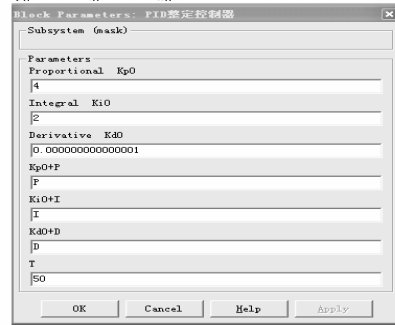 Block Parameters: PID整定控制器
Subsystem (mask)
Parameters
Proportional Kp0
4
Integral Ki0
2
Derivative Kd0
0.000000000000001
Kp0+P
P
Ki0+I
I
Kd0+D
D
T
50
OK Cancel Help Apply